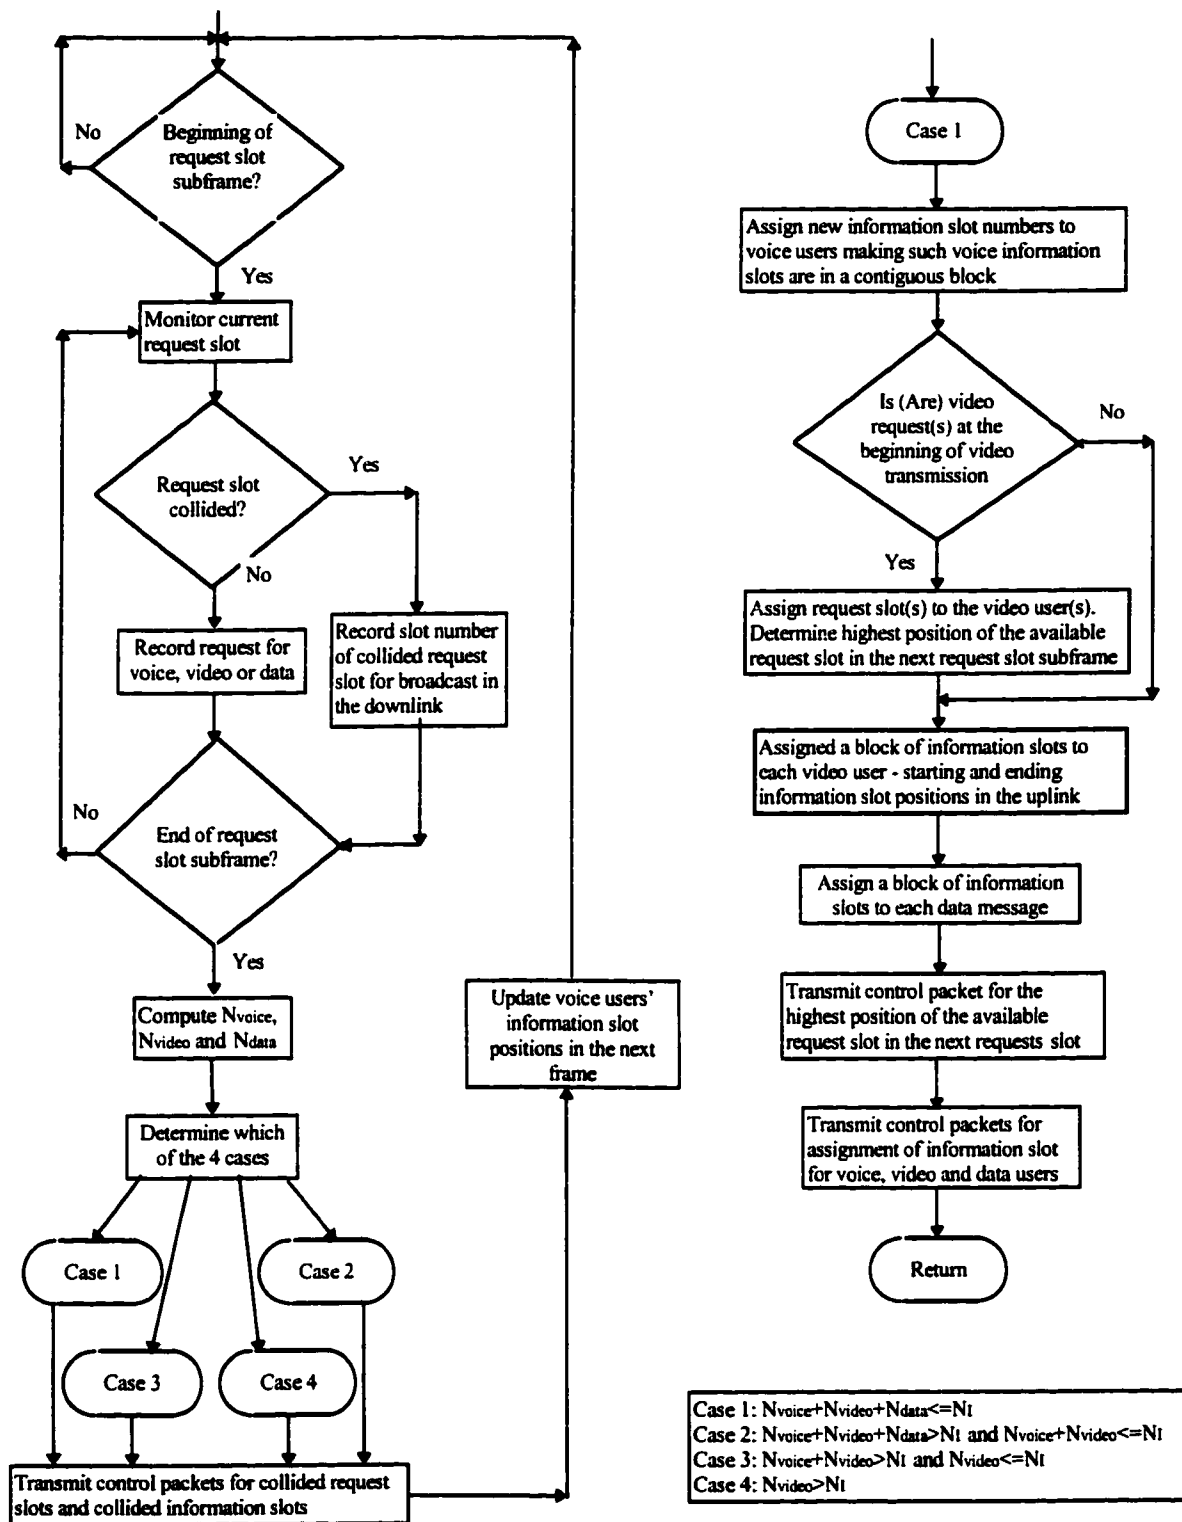 Beginning of
request slot
subframe?
No
Yes
Monitor current
request slot
Request slot
collided?
Yes
No
Record request for
voice, video or data
Record slot number
of collided request
slot for broadcast in
the downlink
End of request
slot subframe?
No
Yes
Compute Nvoice,
Nvideo and Ndata
Determine which
of the 4 cases
Case 1
Case 2
Case 3
Case 4
Transmit control packets for collided request
slots and collided information slots
Update voice users'
information slot
positions in the next
frame
Case 1
Assign new information slot numbers to
voice users making such voice information
slots are in a contiguous block
Is (Are) video
request(s) at the
beginning of video
transmission
No
Yes
Assign request slot(s) to the video user(s).
Determine highest position of the available
request slot in the next request slot subframe
Assigned a block of information slots to
each video user - starting and ending
information slot positions in the uplink
Assign a block of information
slots to each data message
Transmit control packet for the
highest position of the available
request slot in the next requests slot
Transmit control packets for
assignment of information slot
for voice, video and data users
Return
Case 1: Nvoice+Nvideo+Ndata<=NI
Case 2: Nvoice+Nvideo+Ndata>NI and Nvoice+Nvideo<=NI
Case 3: Nvoice+Nvideo>NI and Nvideo<=NI
Case 4: Nvideo>NI